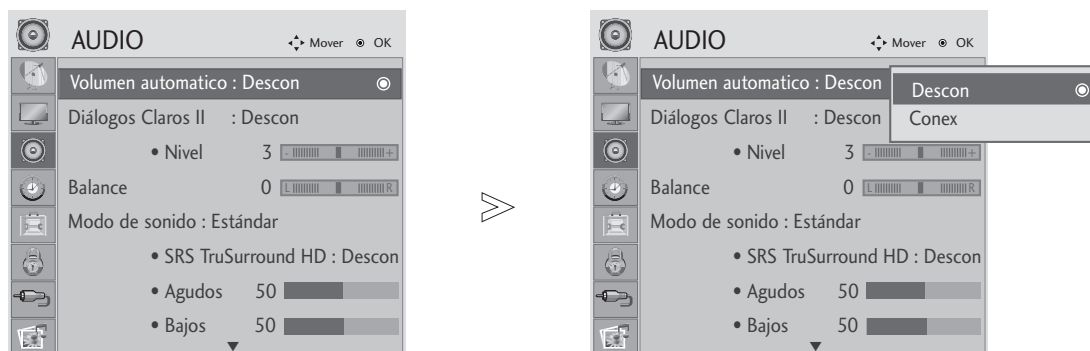 AUDIO Mover OK
Volumen automatico : Descon
Diálogos Claros II : Descon
• Nivel 3 - +
Balance 0 L R
Modo de sonido : Estándar
• SRS TruSurround HD : Descon
• Agudos 50
• Bajos 50
AUDIO Mover OK
Volumen automatico : Descon
Descon
Conex
Diálogos Claros II : Descon
• Nivel 3 - +
Balance 0 L R
Modo de sonido : Estándar
• SRS TruSurround HD : Descon
• Agudos 50
• Bajos 50